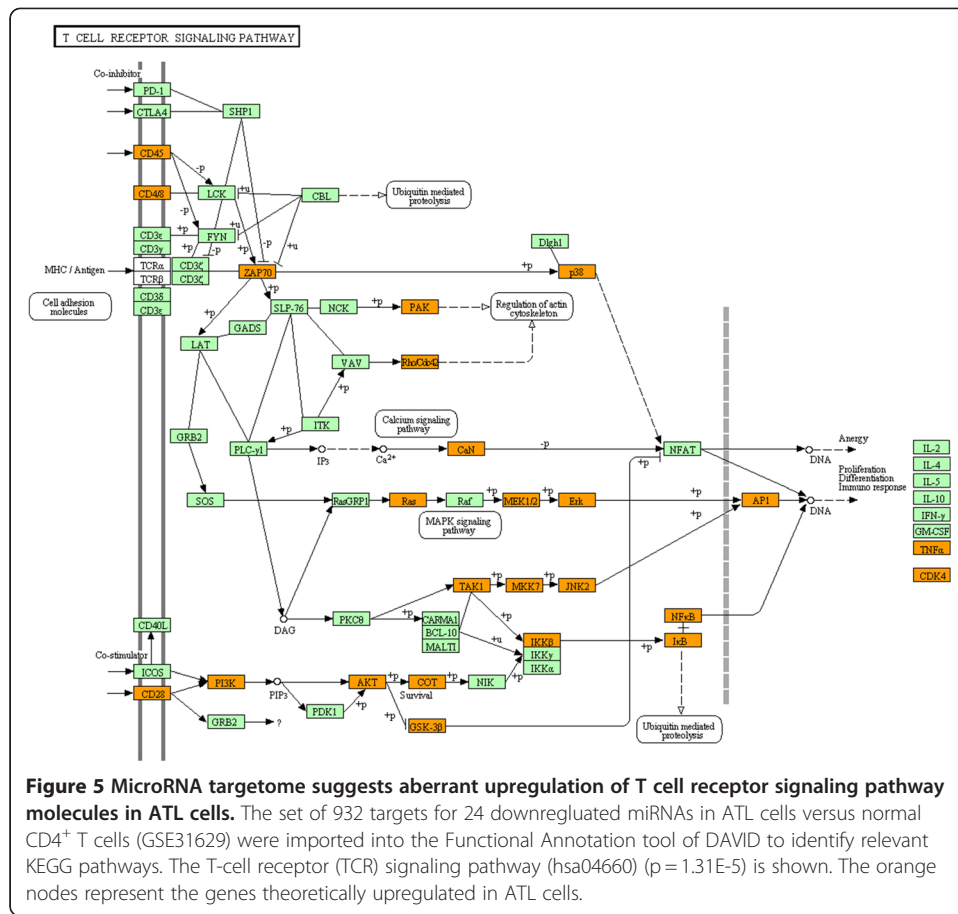 T CELL RECEPTOR SIGNALING PATHWAY
Co-inhibitor
PD-1
CTLA4
SHP1
CD45
-p
+u
CD4/8
LCK
CBL
Ubiquitin mediated
proteolysis
-p
+u
CD3ε
+p
FYN
CD3γ
+p
-p
+p
-p
+u
Dlgh1
MHC / Antigen
TCRα
CD3ζ
ZAP70
+p
p38
TCRβ
CD3ζ
Cell adhesion
molecules
CD3δ
CD3ε
+p
+p
SLP-76
NCK
+p
PAK
Regulation of actin
cytoskeleton
GADS
LAT
VAV
Rho/Cdc42
+p
ITK
GRB2
+p
PLC-γ1
IP3
Calcium signaling
pathway
Ca2+
CaN
-p
NFAT
+p
DNA
Anergy
IL-2
IL-4
IL-5
IL-10
IFN-γ
GM-CSF
TNFα
CDK4
Proliferation
Differentiation
Immuno response
SOS
RasGRP1
Ras
Raf
+p
MEK1/2
+p
Erk
+p
+p
AP1
DNA
MAPK signaling
pathway
TAK1
+p
MKK7
+p
JNK2
DAG
PKCθ
+p
+p
CARMA1
BCL-10
MALT1
+p
+u
IKKβ
IKKγ
IKKα
+p
NFκB
IκB
CD40L
Co-stimulator
ICOS
CD28
PI3K
PIP3
AKT
+p
COT
+p
NIK
+p
Survival
PDK1
+p
+p
GSK-3β
GRB2
?
Ubiquitin mediated
proteolysis
Figure 5 MicroRNA targetome suggests aberrant upregulation of T cell receptor signaling pathway
molecules in ATL cells. The set of 932 targets for 24 downregluated miRNAs in ATL cells versus normal
CD4+ T cells (GSE31629) were imported into the Functional Annotation tool of DAVID to identify relevant
KEGG pathways. The T-cell receptor (TCR) signaling pathway (hsa04660) (p = 1.31E-5) is shown. The orange
nodes represent the genes theoretically upregulated in ATL cells.